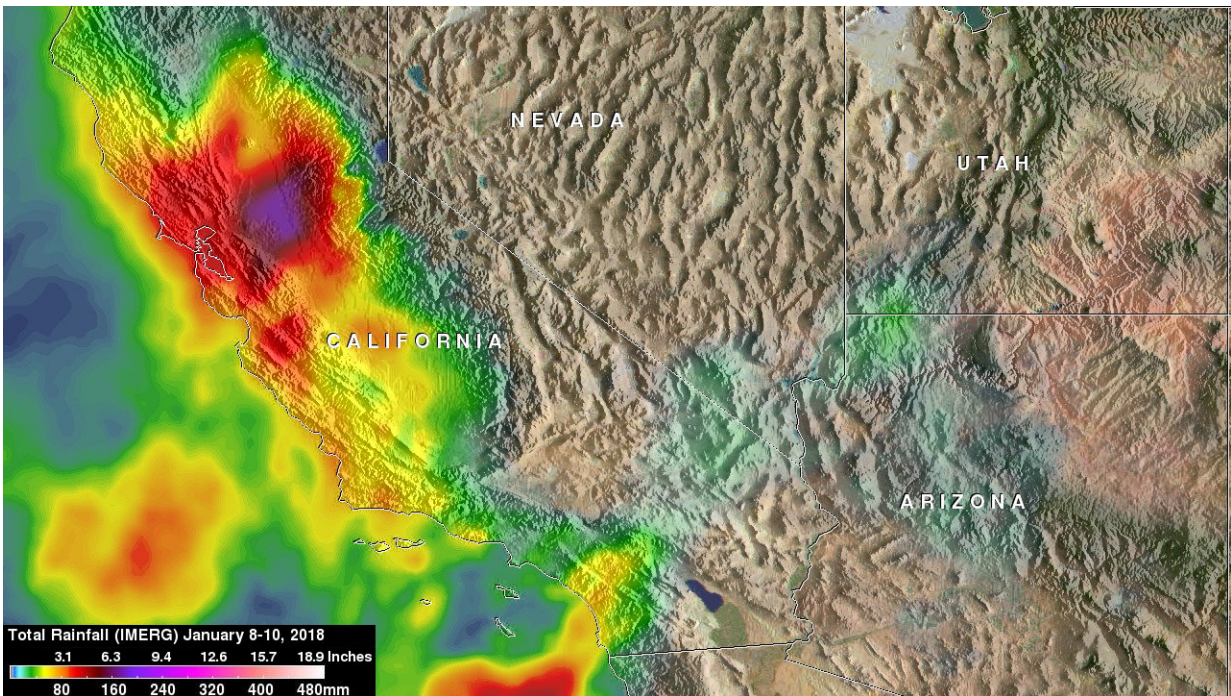 NEVADA
UTAH
CALIFORNIA
ARIZONA
Total Rainfall (IMERG) January 8-10, 2018
3.1 6.3 9.4 12.6 15.7 18.9 Inches
80 160 240 320 400 480mm